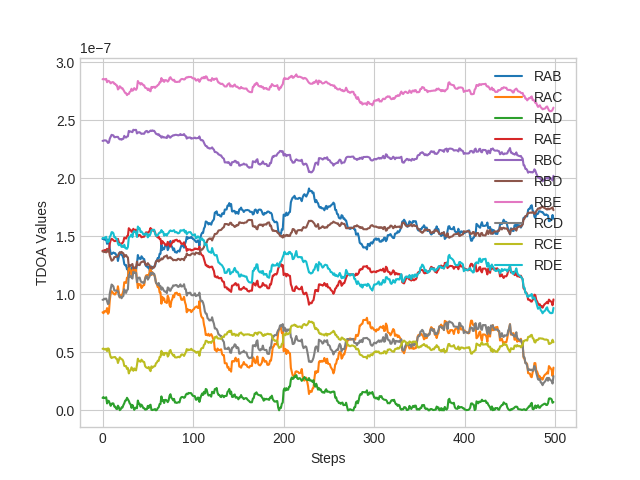 1e−7
3.0
2.5
2.0
1.5
1.0
0.5
0.0
TDOA Values
0
100
200
300
400
500
Steps
RAB
RAC
RAD
RAE
RBC
RBD
RBE
RCD
RCE
RDE